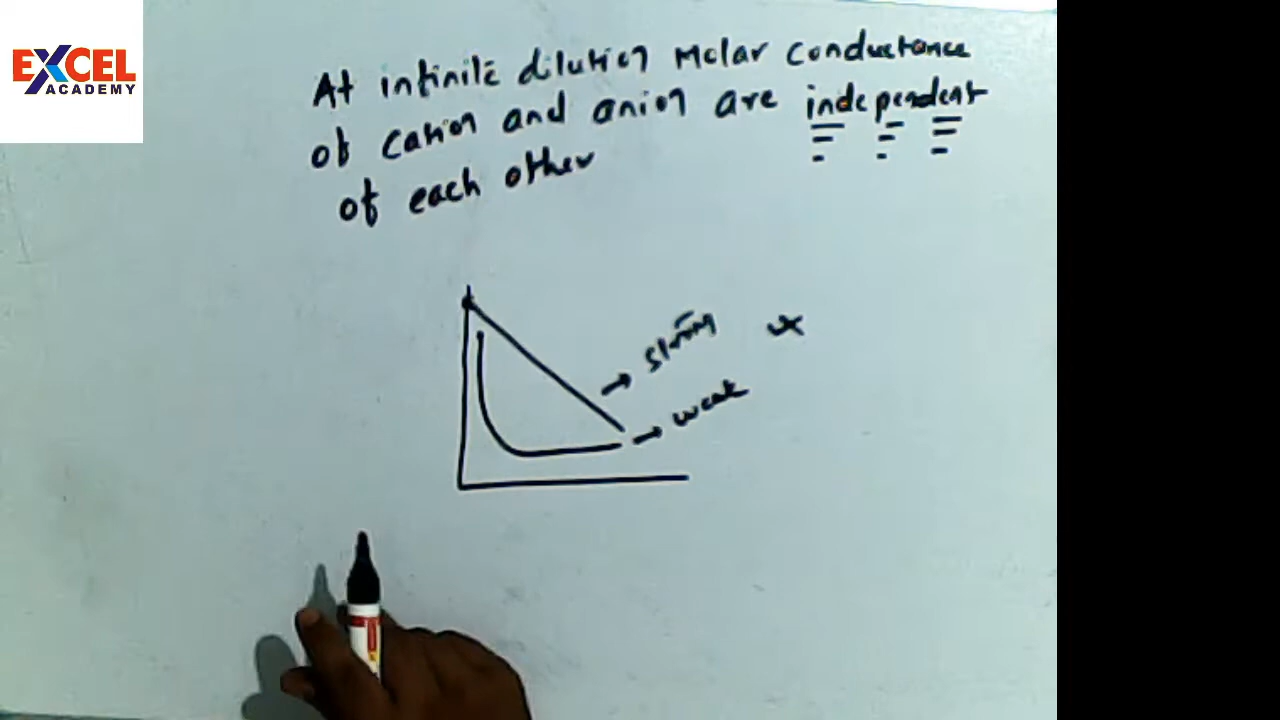 EXCEL
ACADEMY
At infinite dilution Molar conductance
of cation and anion are independent
of each other
strong
weak